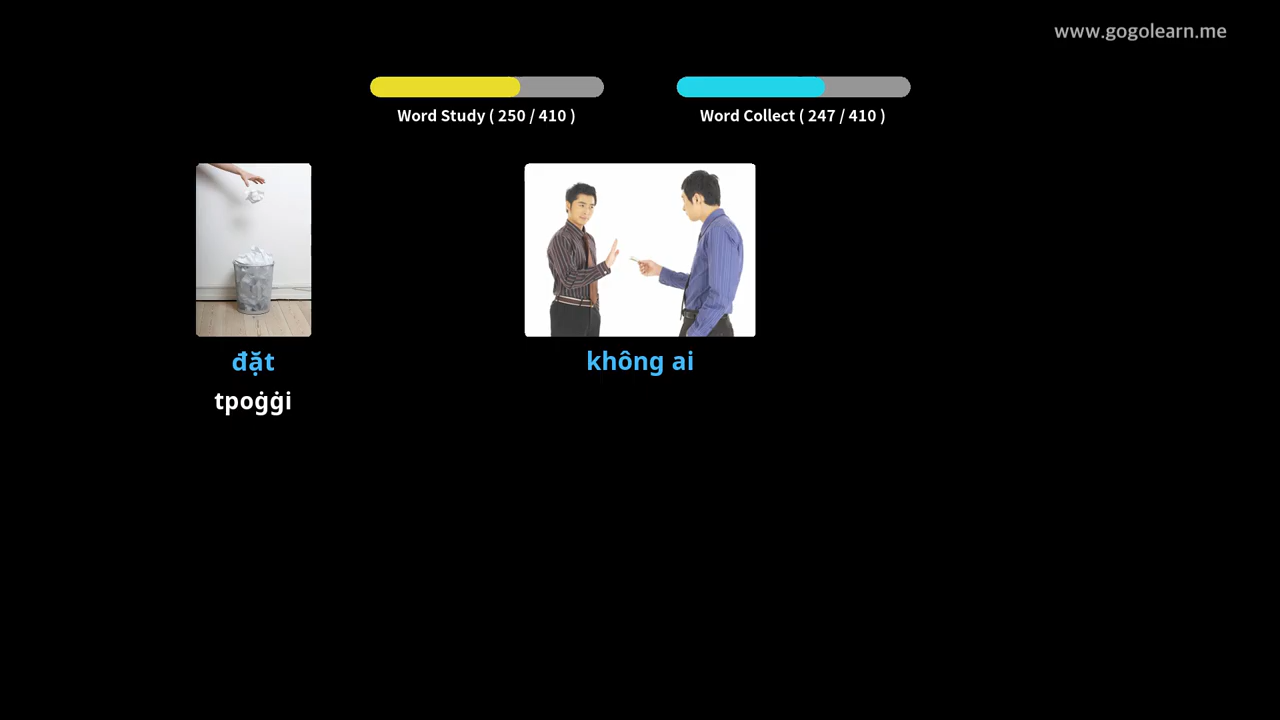 www.gogolearn.me
Word Study ( 250 / 410 )
Word Collect ( 247 / 410 )
đặt
tpoġġi
không ai